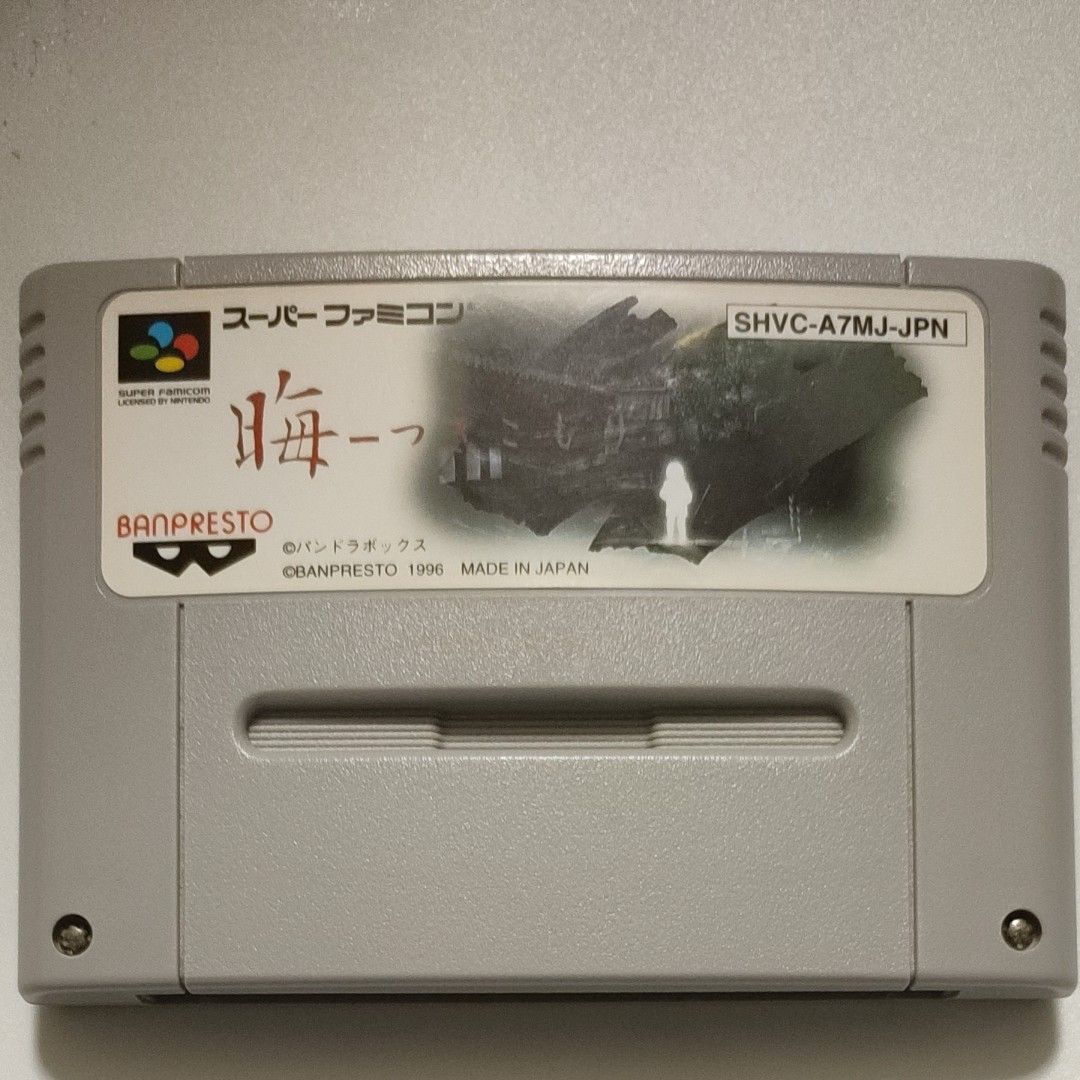 スーパーファミコン
SHVC-A7MJ-JPN
SUPER FAMICOM
LICENSED BY NINTENDO
晦一つ
BANPRESTO
©パンドラボックス
©BANPRESTO 1996 MADE IN JAPAN